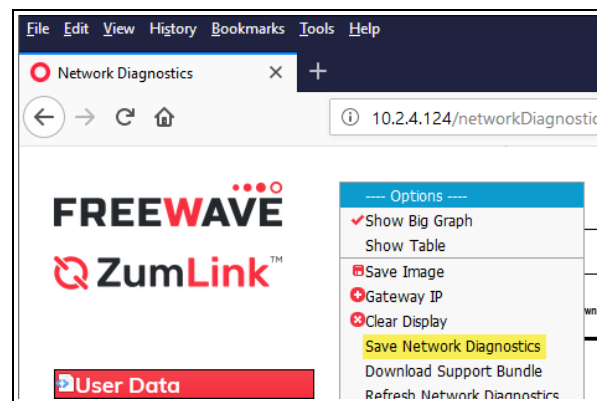 File Edit View History Bookmarks Tools Help
Network Diagnostics
10.2.4.124/networkDiagnostic
FREEWAVE
ZumLink™
---- Options ----
Show Big Graph
Show Table
Save Image
Gateway IP
Clear Display
wn
Save Network Diagnostics
Download Support Bundle
User Data
Refresh Network Diagnostics